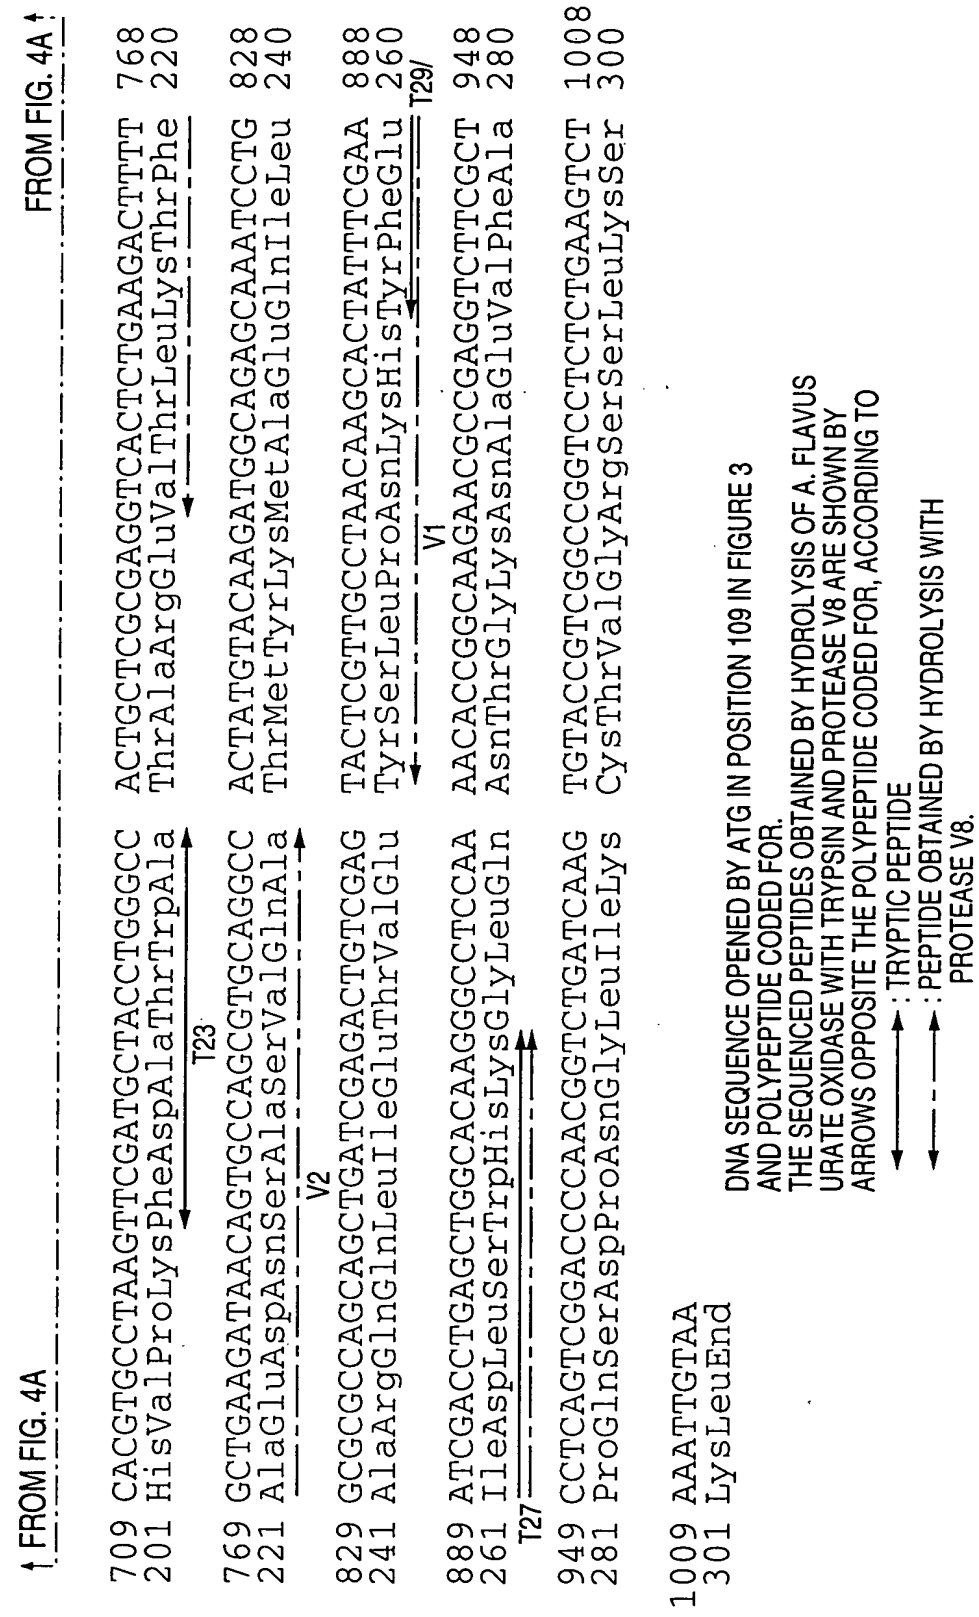 ↑ FROM FIG. 4A FROM FIG. 4A ↑
709 CACGTGCCTAAGTTCGATGCTACCTGGGCC ACTGCTCGCGAGGTCACTCTGAAGACTTTT 768
201 HisValProLysPheAspAlaThrTrpAla ThrAlaArgGluValThrLeuLysThrPhe 220
T23
769 GCTGAAGATAACAGTGCCAGCGTGCAGGCC ACTATGTACAAGATGGCAGAGCAAATCCTG 828
221 AlaGluAspAsnSerAlaSerValGlnAla ThrMetTyrLysMetAlaGluGlnIleLeu 240
V2
829 GCGCGCCAGCAGCTGATCGAGACTGTCGAG TACTCGTTGCCTAACAAGCACTATTTCGAA 888
241 AlaArgGlnGlnLeuIleGluThrValGlu TyrSerLeuProAsnLysHisTyrPheGlu 260
V1 T29/
889 ATCGACCTGAGCTGGCACAAGGGCCTCCAA AACACCGGCAAGAACGCCGAGGTCTTCGCT 948
261 IleAspLeuSerTrpHisLysGlyLeuGln AsnThrGlyLysAsnAlaGluValPheAla 280
T27
949 CCTCAGTCGGACCCCAACGGTCTGATCAAG TGTACCGTCGGCCGGTCCTCTCTGAAGTCT 1008
281 ProGlnSerAspProAsnGlyLeuIleLys CysThrValGlyArgSerSerLeuLysSer 300
1009 AAATTGTAA
301 LysLeuEnd
DNA SEQUENCE OPENED BY ATG IN POSITION 109 IN FIGURE 3
AND POLYPEPTIDE CODED FOR.
THE SEQUENCED PEPTIDES OBTAINED BY HYDROLYSIS OF A. FLAVUS
URATE OXIDASE WITH TRYPSIN AND PROTEASE V8 ARE SHOWN BY
ARROWS OPPOSITE THE POLYPEPTIDE CODED FOR, ACCORDING TO
: TRYPTIC PEPTIDE
: PEPTIDE OBTAINED BY HYDROLYSIS WITH
PROTEASE V8.